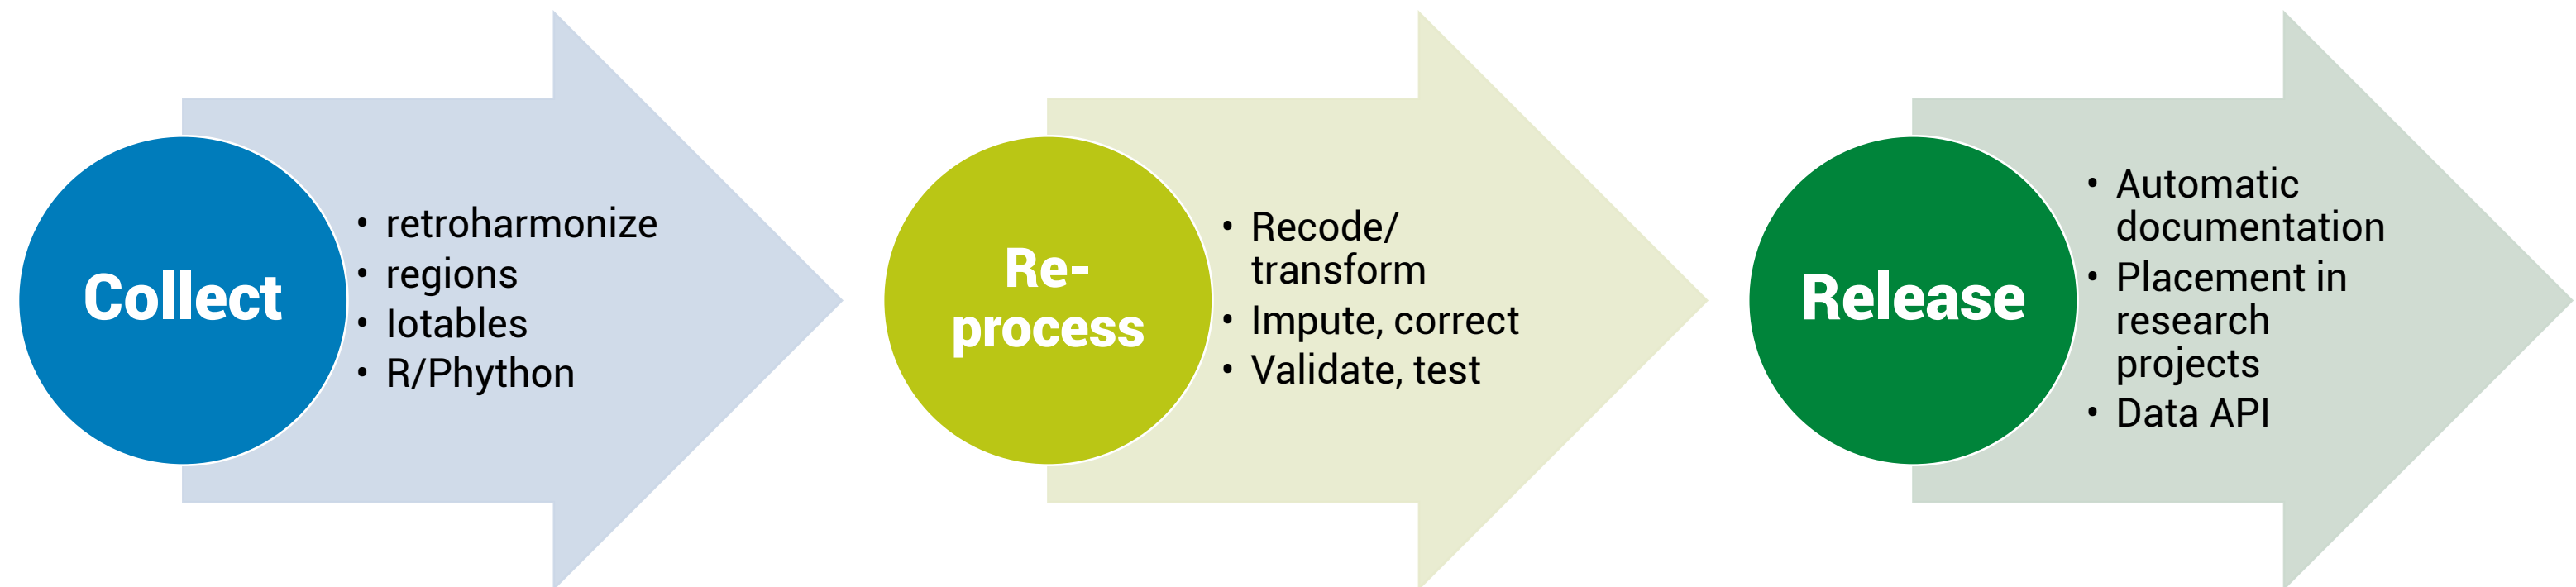 Collect
• retroharmonize
• regions
• Iotables
• R/Phython
Re-
process
• Recode/
transform
• Impute, correct
• Validate, test
Release
• Automatic
documentation
• Placement in
research
projects
• Data API